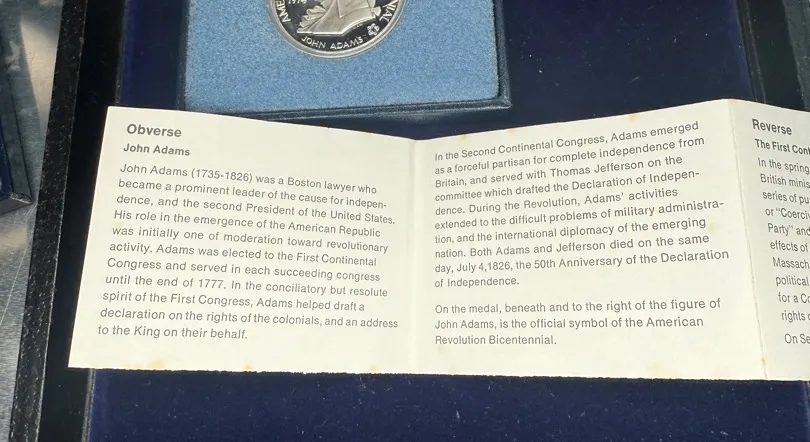 JOHN ADAMS
Obverse
John Adams
John Adams (1735-1826) was a Boston lawyer who
became a prominent leader of the cause for indepen-
dence, and the second President of the United States.
His role in the emergence of the American Republic
was initially one of moderation toward revolutionary
activity. Adams was elected to the First Continental
Congress and served in each succeeding congress
until the end of 1777. In the conciliatory but resolute
spirit of the First Congress, Adams helped draft a
declaration on the rights of the colonials, and an address
to the King on their behalf.
In the Second Continental Congress, Adams emerged
as a forceful partisan for complete independence from
Britain, and served with Thomas Jefferson on the
committee which drafted the Declaration of Indepen-
dence. During the Revolution, Adams' activities
extended to the difficult problems of military administra-
tion, and the international diplomacy of the emerging
nation. Both Adams and Jefferson died on the same
day, July 4,1826, the 50th Anniversary of the Declaration
of Independence.
On the medal, beneath and to the right of the figure of
John Adams, is the official symbol of the American
Revolution Bicentennial.
Reverse
The First
In the spring
British
series of
or
Party" and
effects of
political
for a
rights
On